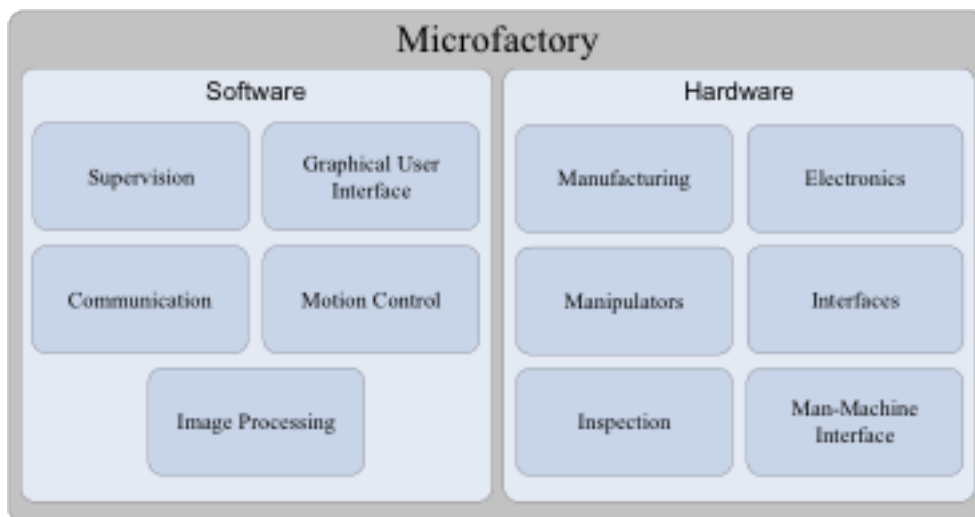 Microfactory
Software
Supervision
Graphical User
Interface
Communication
Motion Control
Image Processing
Hardware
Manufacturing
Electronics
Manipulators
Interfaces
Inspection
Man-Machine
Interface